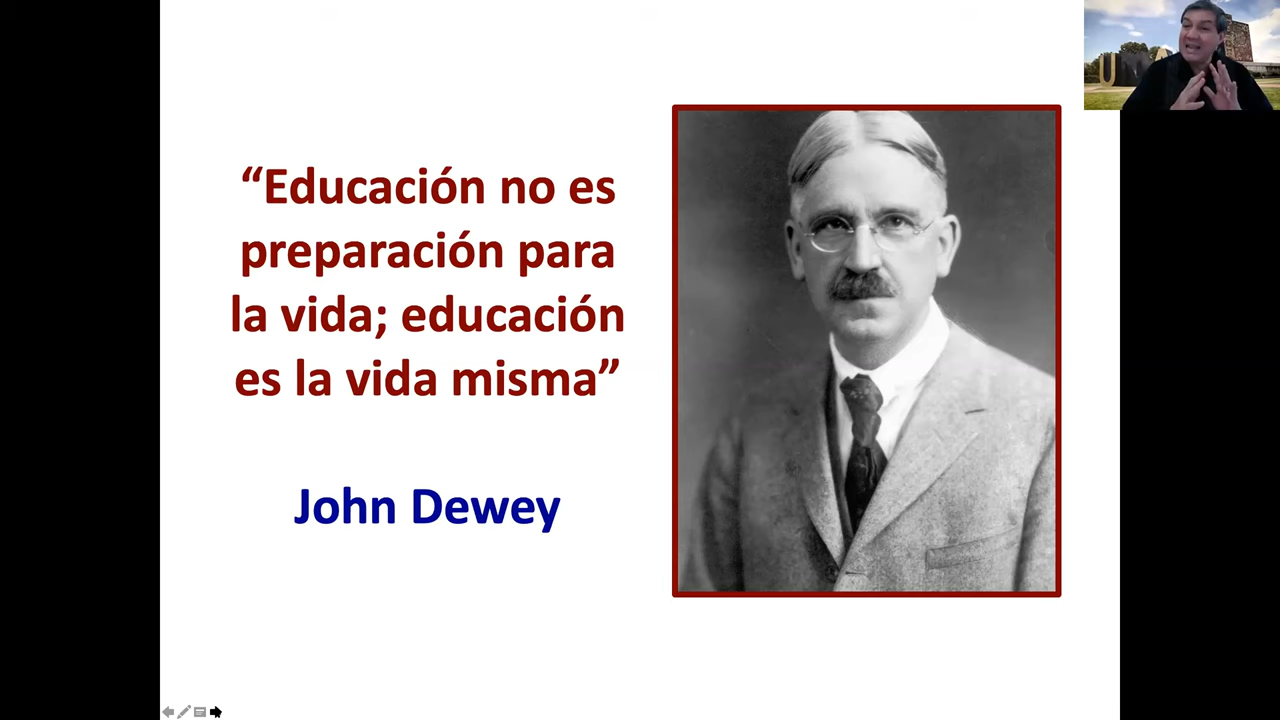 “Educación no es
preparación para
la vida; educación
es la vida misma”
John Dewey